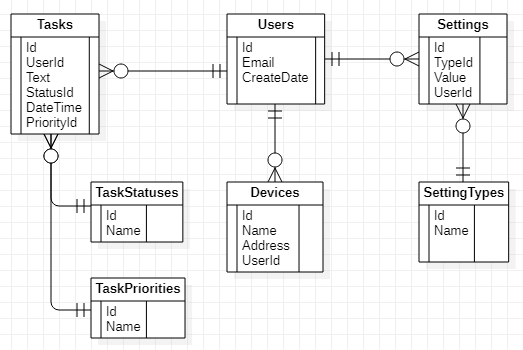 Tasks
Id
UserId
Text
StatusId
DateTime
PriorityId
Users
Id
Email
CreateDate
Settings
Id
TypeId
Value
UserId
TaskStatuses
Id
Name
Devices
Id
Name
Address
UserId
SettingTypes
Id
Name
TaskPriorities
Id
Name